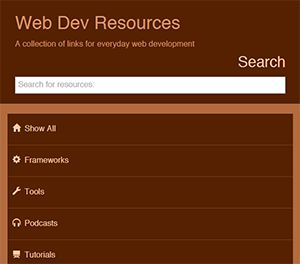 Web Dev Resources
A collection of links for everyday web development
Search
Search for resources.
Show All
Frameworks
Tools
Podcasts
Tutorials